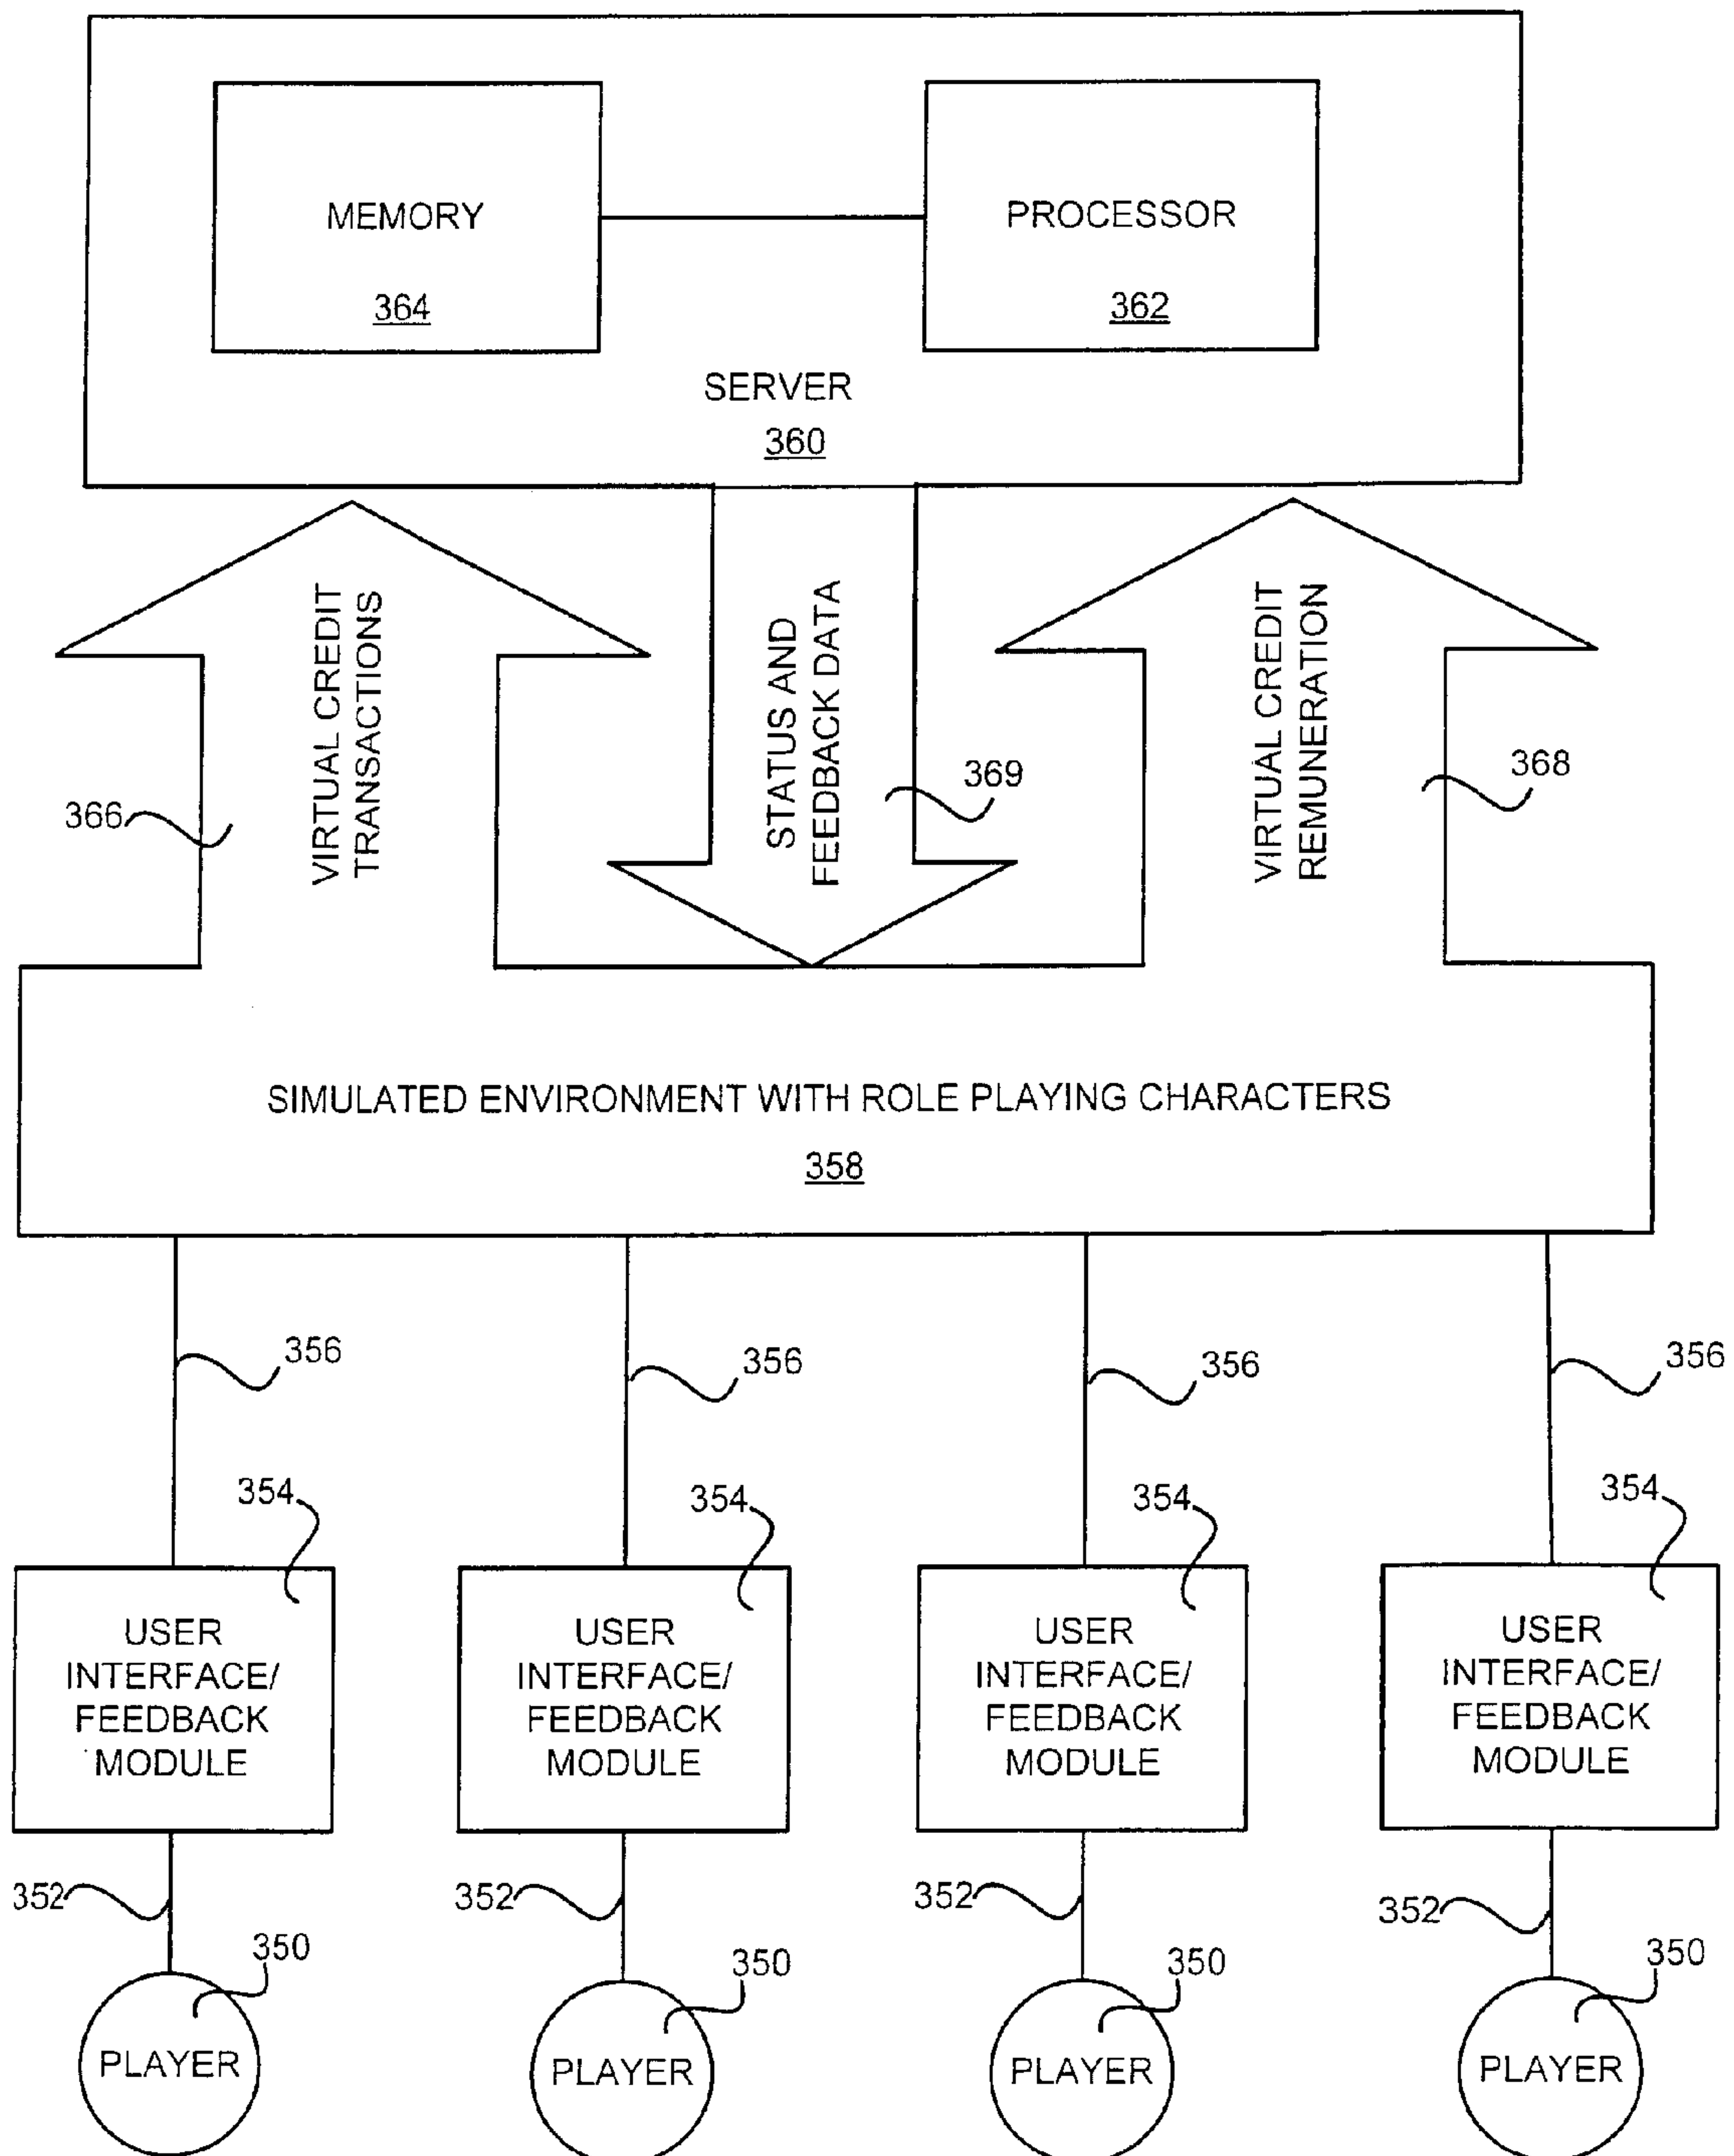 MEMORY
364
PROCESSOR
362
SERVER
360
VIRTUAL CREDIT
TRANSACTIONS
366
STATUS AND
FEEDBACK DATA
369
VIRTUAL CREDIT
REMUNERATION
368
SIMULATED ENVIRONMENT WITH ROLE PLAYING CHARACTERS
358
356
356
356
356
354
354
354
354
USER
INTERFACE/
FEEDBACK
MODULE
USER
INTERFACE/
FEEDBACK
MODULE
USER
INTERFACE/
FEEDBACK
MODULE
USER
INTERFACE/
FEEDBACK
MODULE
352
352
352
352
350
350
350
350
PLAYER
PLAYER
PLAYER
PLAYER